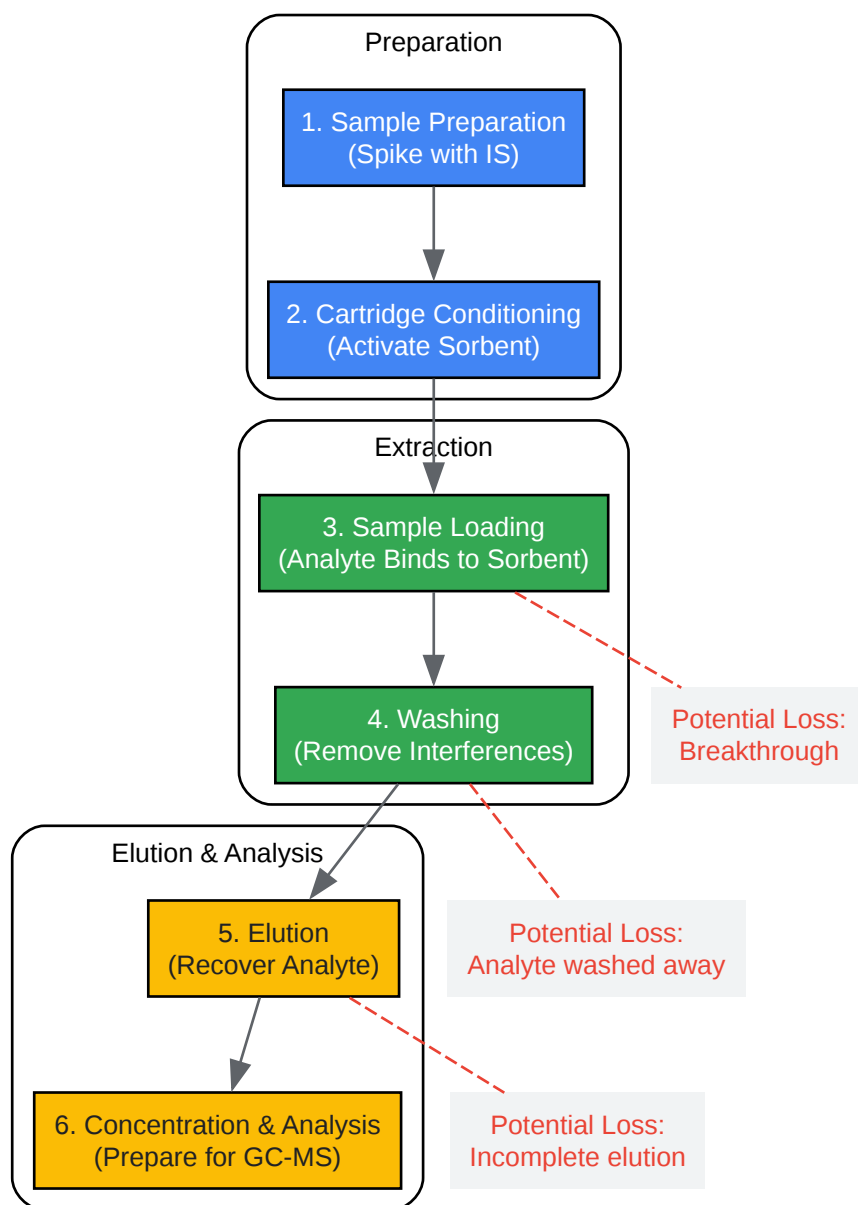 Preparation
1. Sample Preparation
(Spike with IS)
2. Cartridge Conditioning
(Activate Sorbent)
Extraction
3. Sample Loading
(Analyte Binds to Sorbent)
4. Washing
(Remove Interferences)
Potential Loss:
Breakthrough
Elution & Analysis
5. Elution
(Recover Analyte)
Potential Loss:
Analyte washed away
6. Concentration & Analysis
(Prepare for GC-MS)
Potential Loss:
Incomplete elution